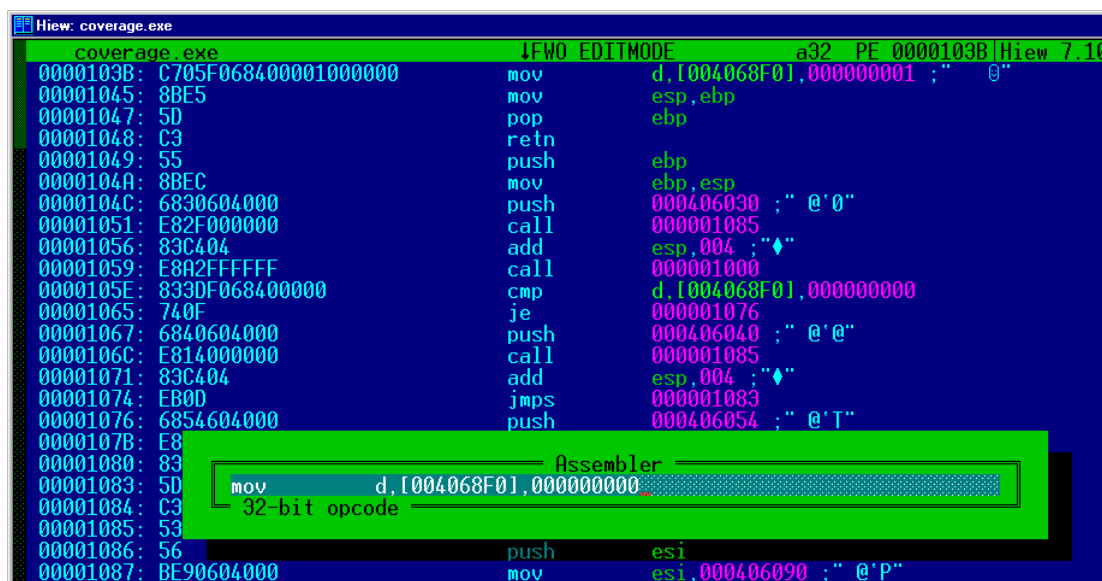 Hiew: coverage.exe
coverage.exe ↓FWO EDITMODE a32 PE 0000103B|Hiew 7.10
0000103B: C705F068400001000000 mov d,[004068F0],000000001 ;" ☺"
00001045: 8BE5 mov esp,ebp
00001047: 5D pop ebp
00001048: C3 retn
00001049: 55 push ebp
0000104A: 8BEC mov ebp,esp
0000104C: 6830604000 push 000406030 ;" @`0"
00001051: E82F000000 call 000001085
00001056: 83C404 add esp,004 ;"♦"
00001059: E8A2FFFFFF call 000001000
0000105E: 833DF068400000 cmp d,[004068F0],000000000
00001065: 740F je 000001076
00001067: 6840604000 push 000406040 ;" @`@"
0000106C: E814000000 call 000001085
00001071: 83C404 add esp,004 ;"♦"
00001074: EB0D jmps 000001083
00001076: 6854604000 push 000406054 ;" @`T"
0000107B: E8
00001080: 83
Assembler
00001083: 5D
mov d,[004068F0],000000000_
00001084: C3
32-bit opcode
00001085: 53
00001086: 56 push esi
00001087: BE90604000 mov esi,000406090 ;" @`P"